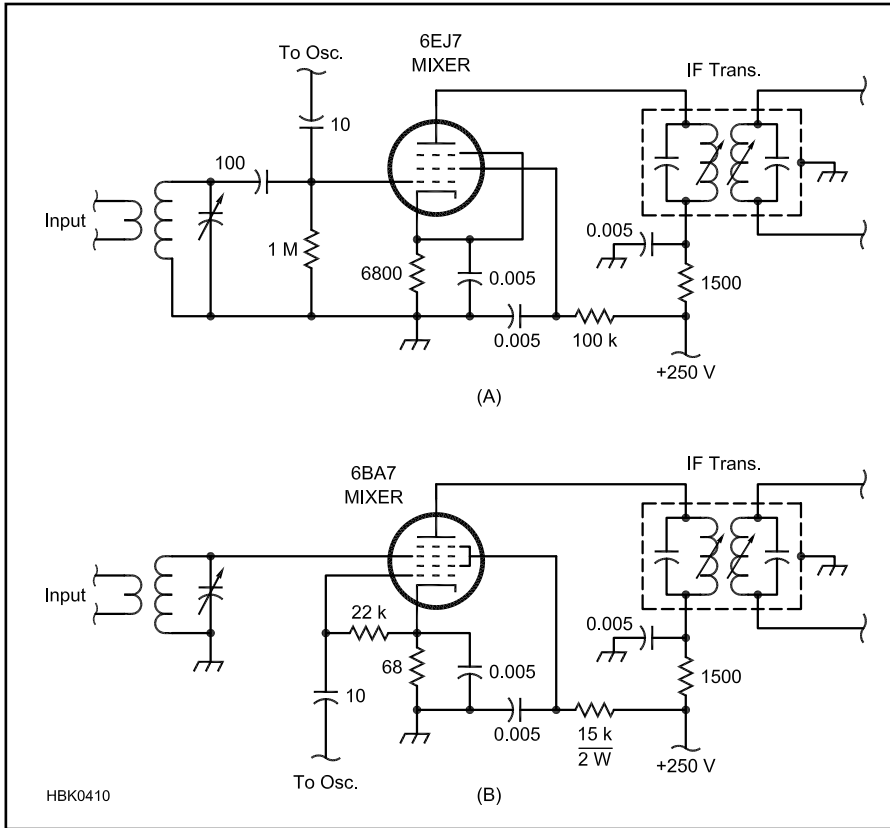 To Osc.
6EJ7
MIXER
IF Trans.
10
100
Input
1 M
6800
0.005
0.005
0.005
1500
100 k
+250 V
(A)
6BA7
MIXER
IF Trans.
Input
22 k
68
0.005
0.005
0.005
1500
10
15 k
2 W
+250 V
To Osc.
(B)
HBK0410